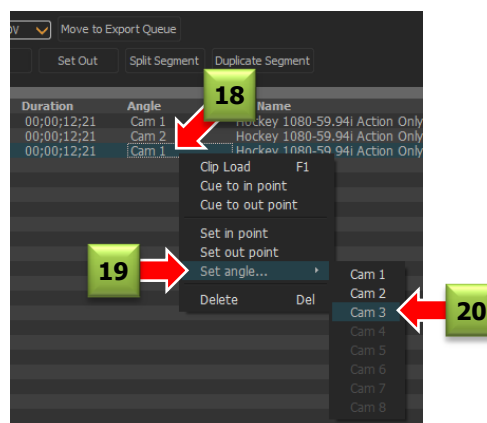 Move to Export Queue
Set Out Split Segment Duplicate Segment
18
Duration Angle Name
00;00;12;21 Cam 1 Hockey 1080-59.94i Action Only
00;00;12;21 Cam 2 Hockey 1080-59.94i Action Only
00;00;12;21 Cam 1 Hockey 1080-59.94i Action Only
Clip Load F1
Cue to in point
Cue to out point
Set in point
Set out point
19
Set angle...
Delete Del
Cam 1
Cam 2
Cam 3
20
Cam 4
Cam 5
Cam 6
Cam 7
Cam 8